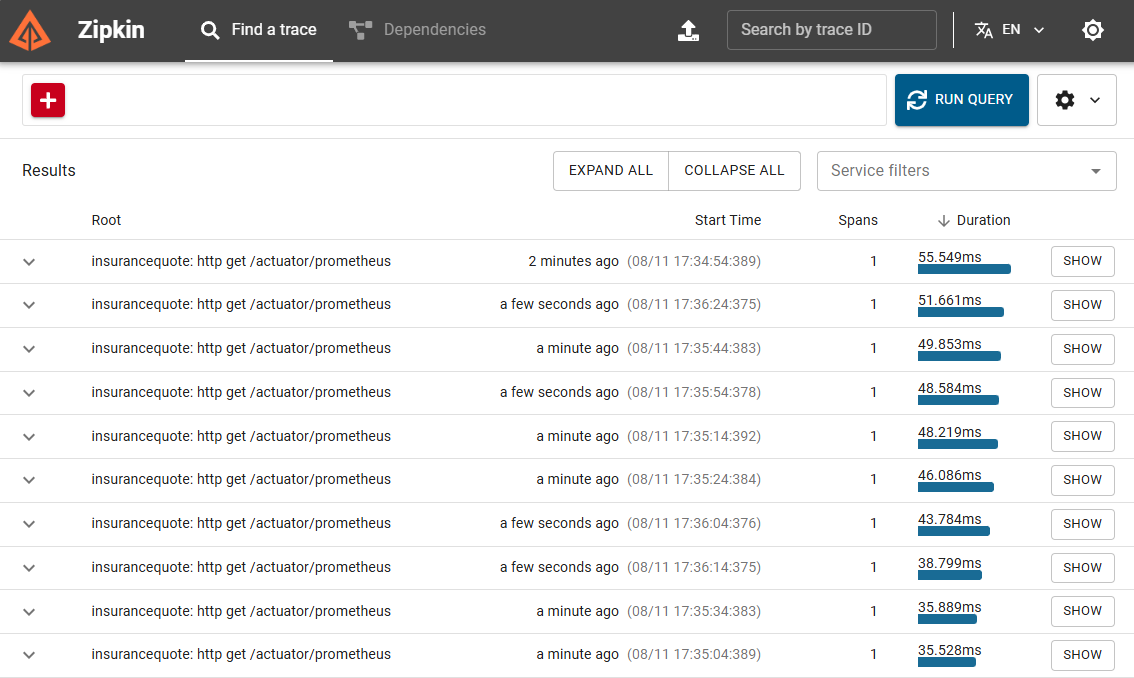 Zipkin Find a trace Dependencies Search by trace ID EN
RUN QUERY
Results EXPAND ALL COLLAPSE ALL Service filters
Root Start Time Spans Duration
insurancequote: http get /actuator/prometheus 2 minutes ago (08/11 17:34:54:389) 1 55.549ms SHOW
insurancequote: http get /actuator/prometheus a few seconds ago (08/11 17:36:24:375) 1 51.661ms SHOW
insurancequote: http get /actuator/prometheus a minute ago (08/11 17:35:44:383) 1 49.853ms SHOW
insurancequote: http get /actuator/prometheus a few seconds ago (08/11 17:35:54:378) 1 48.584ms SHOW
insurancequote: http get /actuator/prometheus a minute ago (08/11 17:35:14:392) 1 48.219ms SHOW
insurancequote: http get /actuator/prometheus a minute ago (08/11 17:35:24:384) 1 46.086ms SHOW
insurancequote: http get /actuator/prometheus a few seconds ago (08/11 17:36:04:376) 1 43.784ms SHOW
insurancequote: http get /actuator/prometheus a few seconds ago (08/11 17:36:14:375) 1 38.799ms SHOW
insurancequote: http get /actuator/prometheus a minute ago (08/11 17:35:34:383) 1 35.889ms SHOW
insurancequote: http get /actuator/prometheus a minute ago (08/11 17:35:04:389) 1 35.528ms SHOW